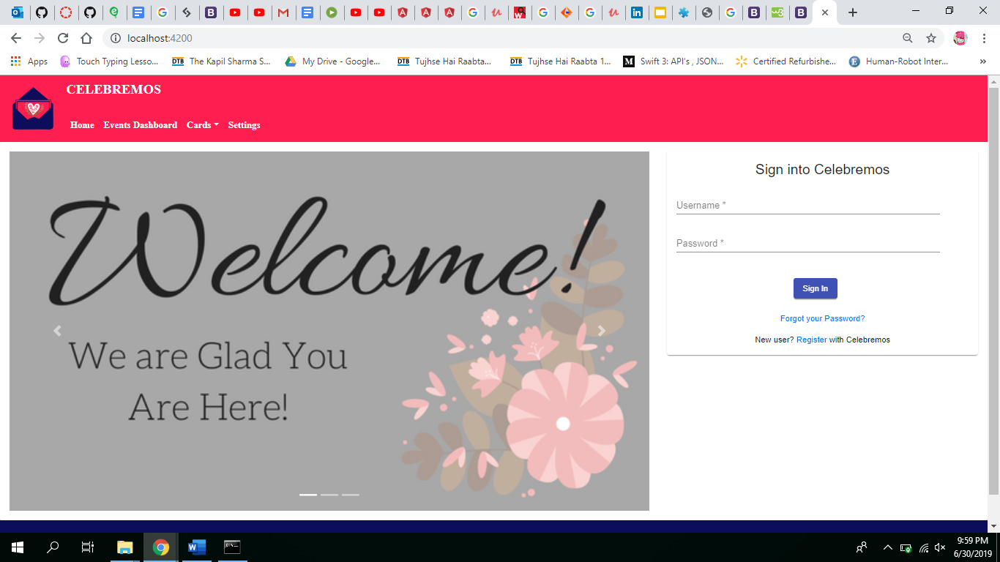 localhost:4200
Apps Touch Typing Lesso... The Kapil Sharma S... My Drive - Google... Tujhse Hai Raabta... Tujhse Hai Raabta 1... Swift 3: API's , JSON... Certified Refurbishe... Human-Robot Inter... »
CELEBREMOS
Home Events Dashboard Cards Settings
Welcome!
We are Glad You
Are Here!
Sign into Celebremos
Username *
Password *
Sign In
Forgot your Password?
New user? Register with Celebremos
9:59 PM
6/30/2019